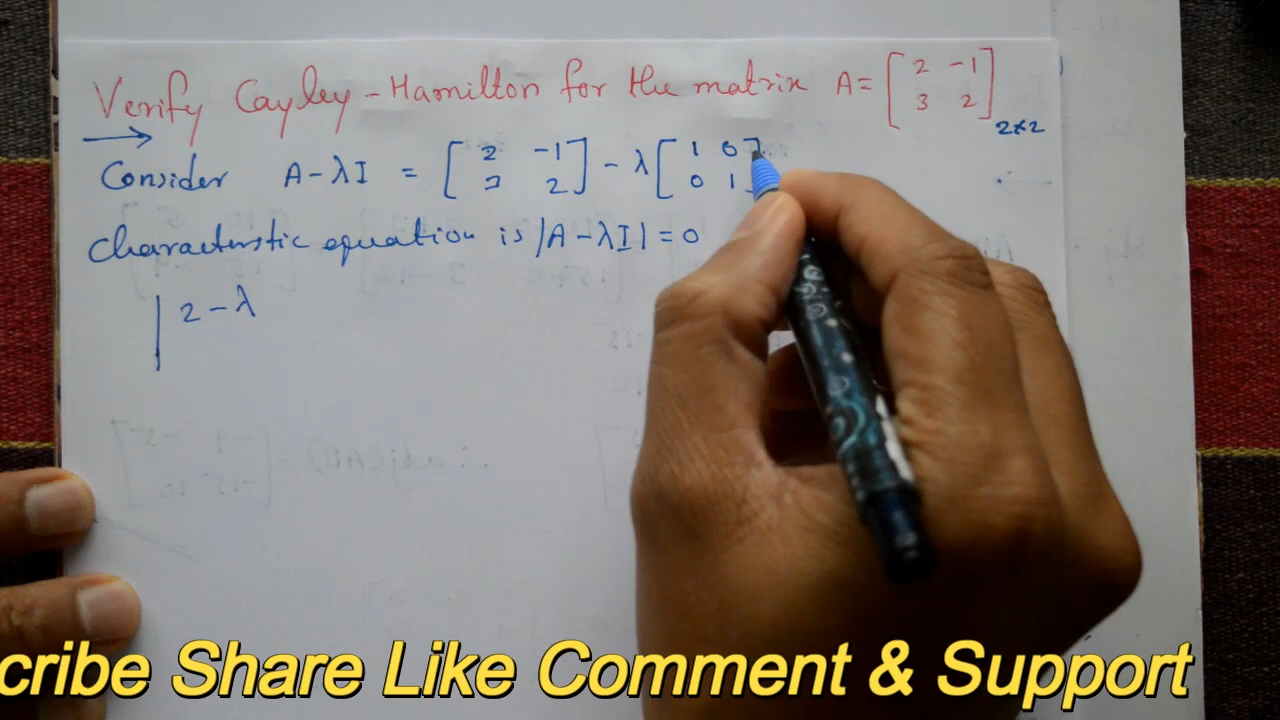 Verify Cayley-Hamilton for the matrix A = [ 2 -1
3 2 ] 2×2
Consider A-λI = [ 2 -1
3 2 ] - λ [ 1 0
0 1
Characterstic equation is |A-λI| = 0
| 2-λ
cribe Share Like Comment & Support